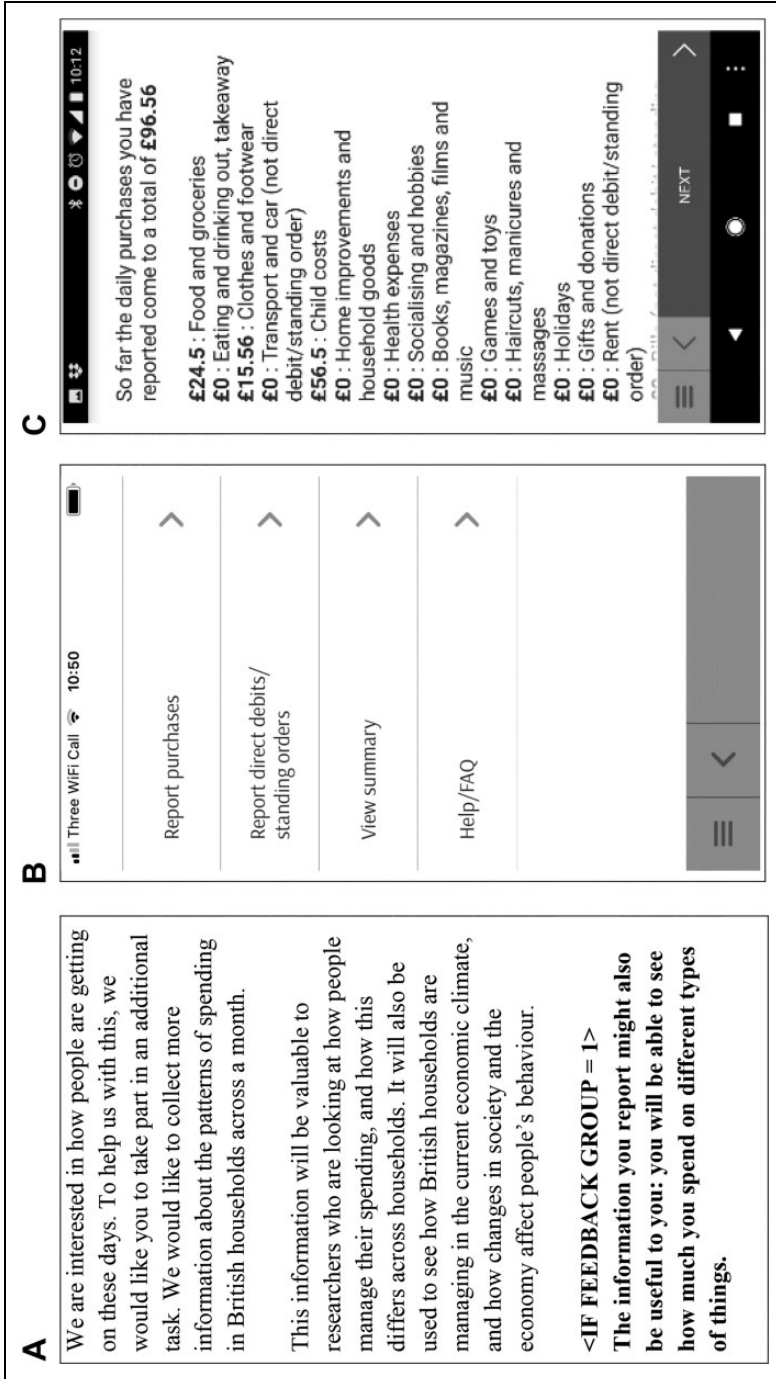 A
We are interested in how people are getting
on these days. To help us with this, we
would like you to take part in an additional
task. We would like to collect more
information about the patterns of spending
in British households across a month.
This information will be valuable to
researchers who are looking at how people
manage their spending, and how this
differs across households. It will also be
used to see how British households are
managing in the current economic climate,
and how changes in society and the
economy affect people’s behaviour.
<IF FEEDBACK GROUP = 1>
The information you report might also
be useful to you: you will be able to see
how much you spend on different types
of things.
B
Three WiFi Call 10:50
Report purchases
Report direct debits/
standing orders
View summary
Help/FAQ
C
10:12
So far the daily purchases you have
reported come to a total of £96.56
£24.5 : Food and groceries
£0 : Eating and drinking out, takeaway
£15.56 : Clothes and footwear
£0 : Transport and car (not direct
debit/standing order)
£56.5 : Child costs
£0 : Home improvements and
household goods
£0 : Health expenses
£0 : Socialising and hobbies
£0 : Books, magazines, films and
music
£0 : Games and toys
£0 : Haircuts, manicures and
massages
£0 : Holidays
£0 : Gifts and donations
£0 : Rent (not direct debit/standing
order)
NEXT